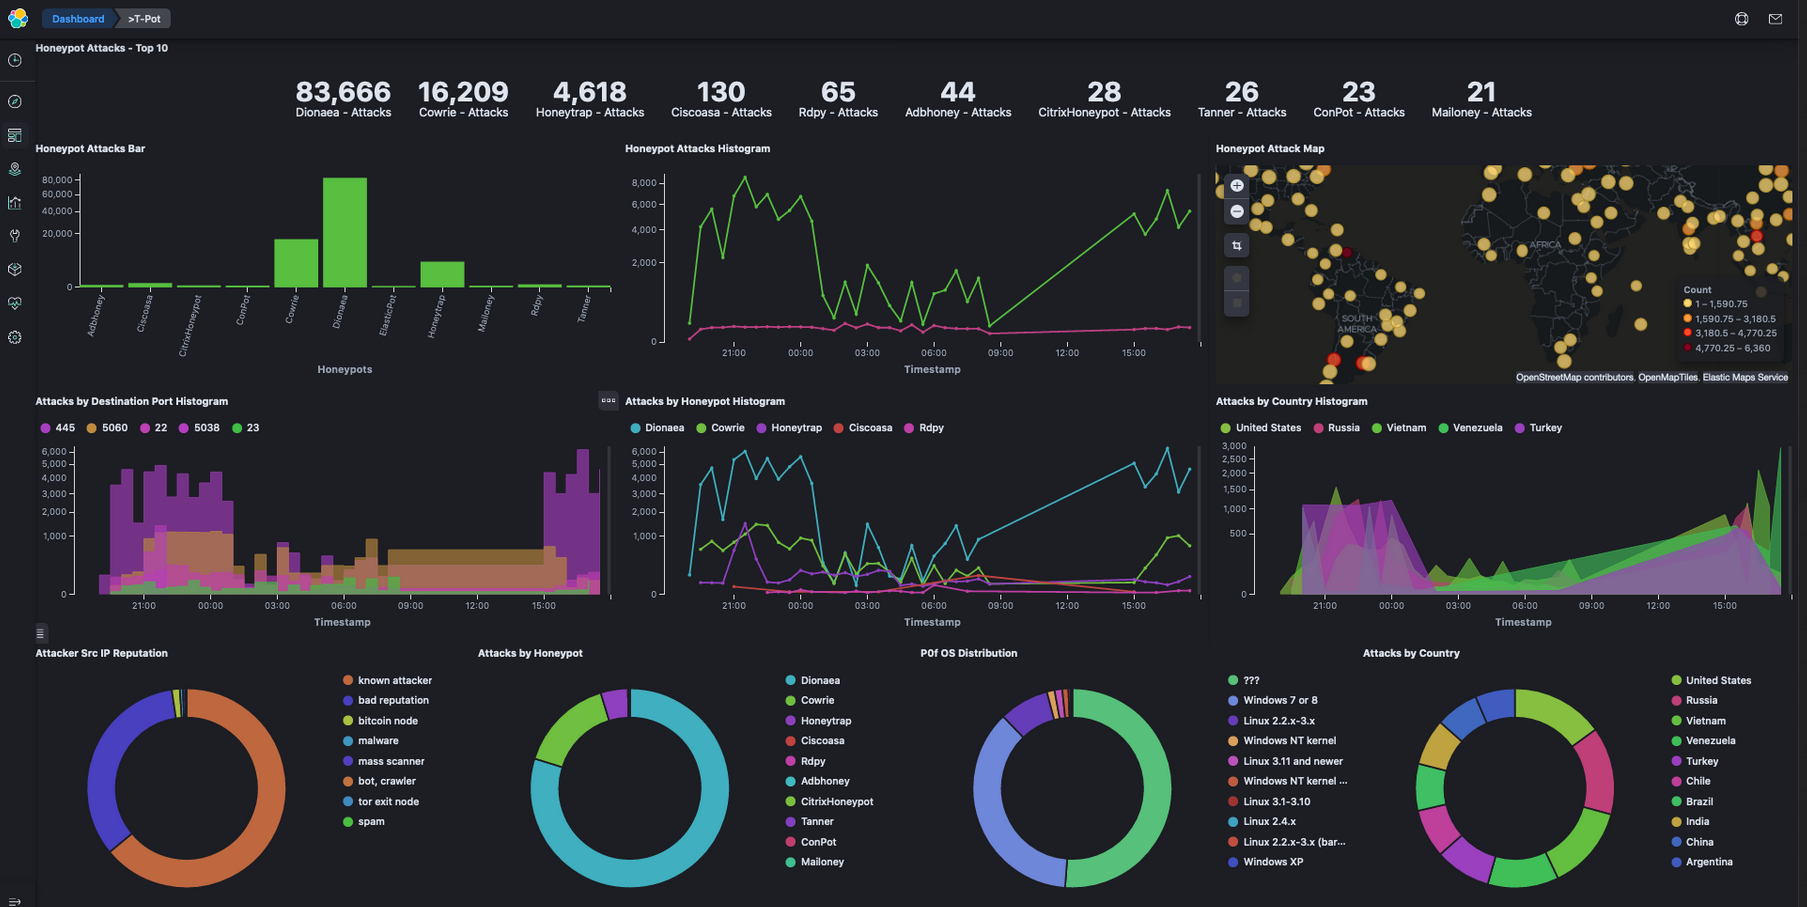 Dashboard
>T-Pot
Honeypot Attacks - Top 10
83,666 16,209 4,618 130 65 44 28 26 23 21
Dionaea - Attacks Cowrie - Attacks Honeytrap - Attacks Ciscoasa - Attacks Rdpy - Attacks Adbhoney - Attacks CitrixHoneypot - Attacks Tanner - Attacks ConPot - Attacks Mailoney - Attacks
Honeypot Attacks Bar
80,000
60,000
40,000
20,000
0
Adbhoney
Ciscoasa
CitrixHoneypot
ConPot
Cowrie
Dionaea
ElasticPot
Honeytrap
Mailoney
Rdpy
Tanner
Honeypots
Honeypot Attacks Histogram
8,000
6,000
4,000
2,000
0
21:00 00:00 03:00 06:00 09:00 12:00 15:00
Timestamp
Honeypot Attack Map
AFRICA
SOUTH
AMERICA
Count
1 – 1,590.75
1,590.75 – 3,180.5
3,180.5 – 4,770.25
4,770.25 – 6,360
OpenStreetMap contributors, OpenMapTiles, Elastic Maps Service
Attacks by Destination Port Histogram
445 5060 22 5038 23
6,000
5,000
4,000
3,000
2,000
1,000
0
21:00 00:00 03:00 06:00 09:00 12:00 15:00
Timestamp
Attacks by Honeypot Histogram
Dionaea Cowrie Honeytrap Ciscoasa Rdpy
6,000
5,000
4,000
3,000
2,000
1,000
0
21:00 00:00 03:00 06:00 09:00 12:00 15:00
Timestamp
Attacks by Country Histogram
United States Russia Vietnam Venezuela Turkey
3,000
2,500
2,000
1,500
1,000
500
0
21:00 00:00 03:00 06:00 09:00 12:00 15:00
Timestamp
Attacker Src IP Reputation
known attacker
bad reputation
bitcoin node
malware
mass scanner
bot, crawler
tor exit node
spam
Attacks by Honeypot
Dionaea
Cowrie
Honeytrap
Ciscoasa
Rdpy
Adbhoney
CitrixHoneypot
Tanner
ConPot
Mailoney
P0f OS Distribution
???
Windows 7 or 8
Linux 2.2.x-3.x
Windows NT kernel
Linux 3.11 and newer
Windows NT kernel ...
Linux 3.1-3.10
Linux 2.4.x
Linux 2.2.x-3.x (bar...
Windows XP
Attacks by Country
United States
Russia
Vietnam
Venezuela
Turkey
Chile
Brazil
India
China
Argentina